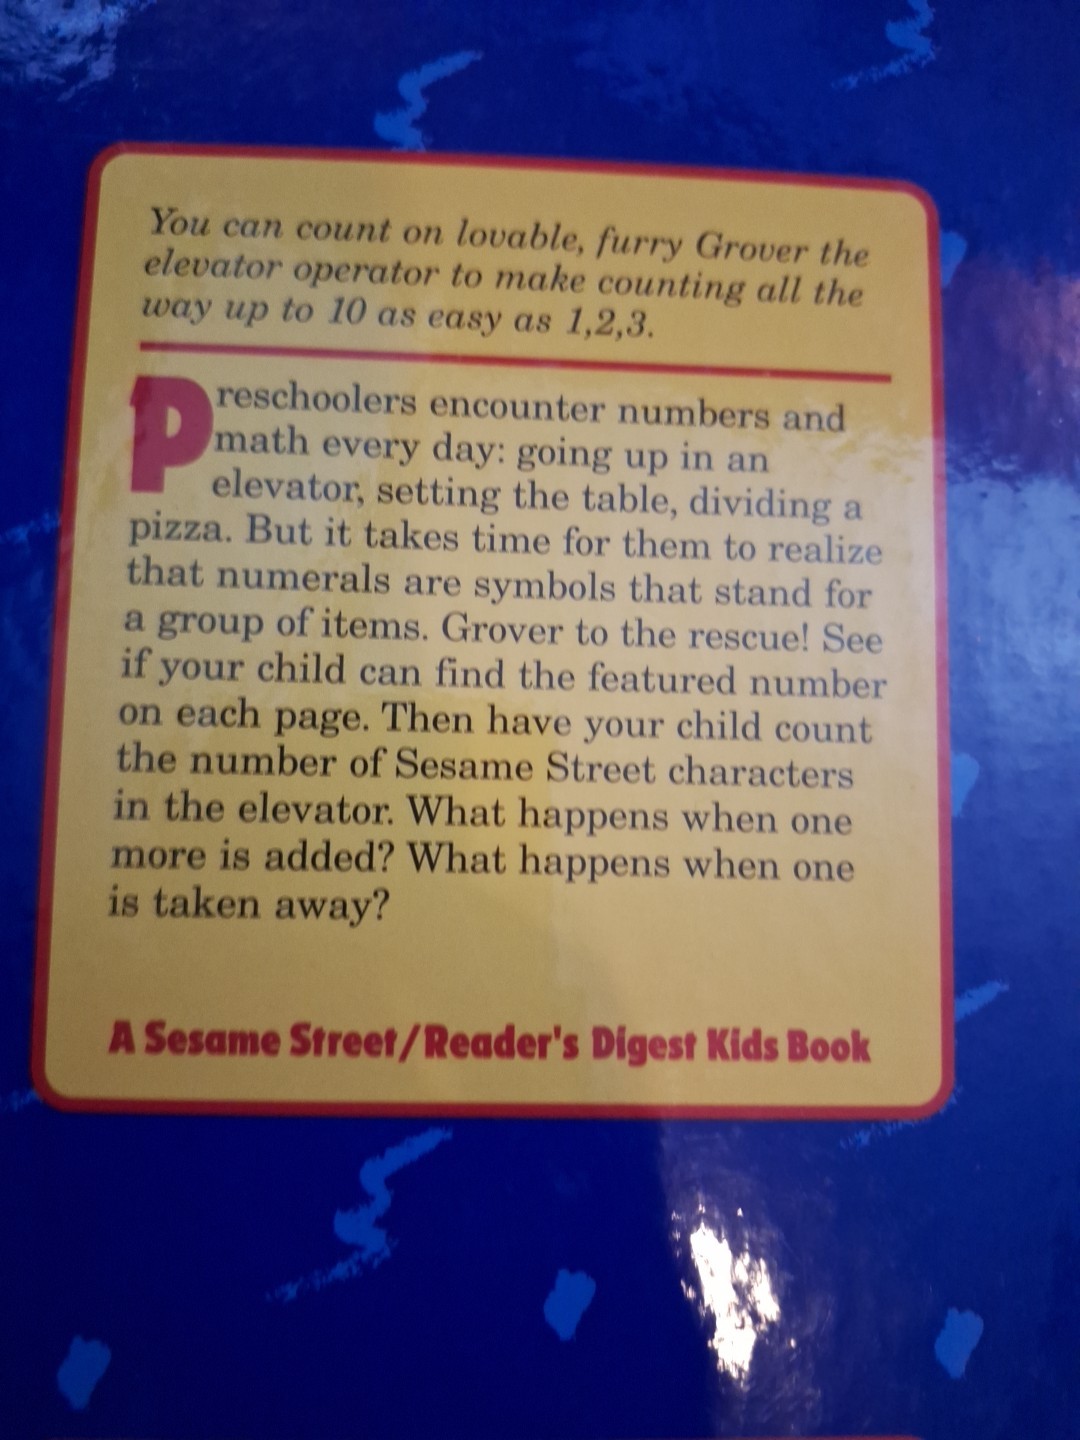 You can count on lovable, furry Grover the
elevator operator to make counting all the
way up to 10 as easy as 1,2,3.
Preschoolers encounter numbers and
math every day: going up in an
elevator, setting the table, dividing a
pizza. But it takes time for them to realize
that numerals are symbols that stand for
a group of items. Grover to the rescue! See
if your child can find the featured number
on each page. Then have your child count
the number of Sesame Street characters
in the elevator. What happens when one
more is added? What happens when one
is taken away?
A Sesame Street/Reader's Digest Kids Book